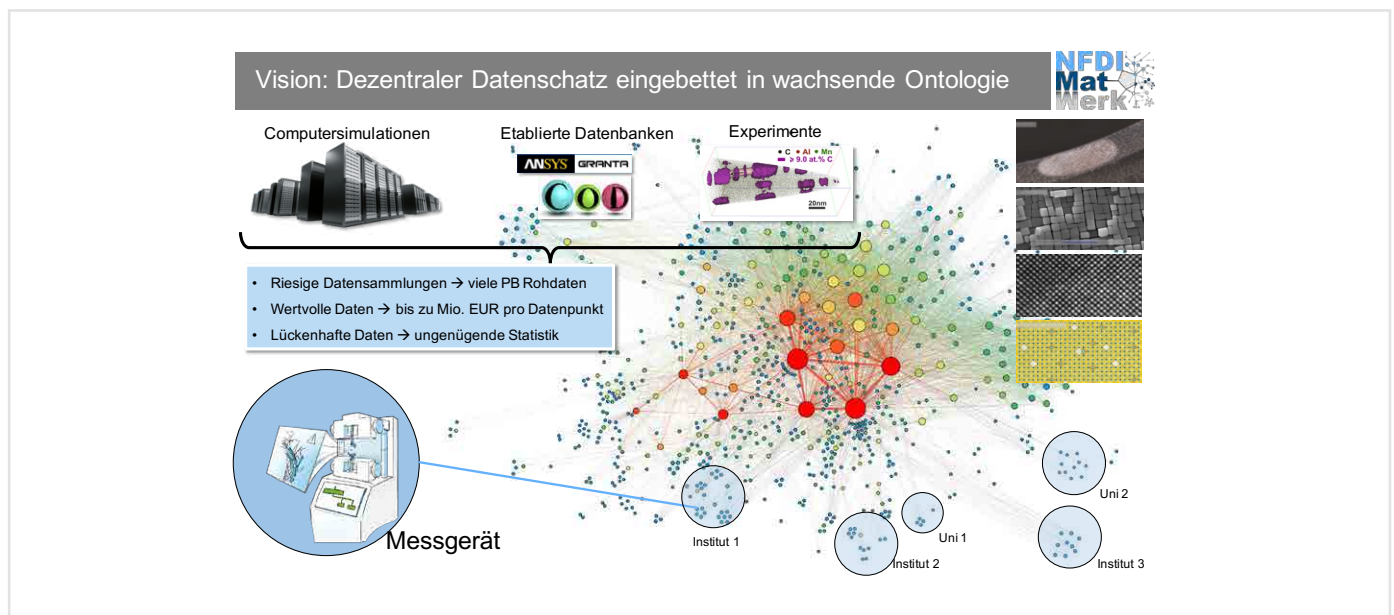 Vision: Dezentraler Datenschatz eingebettet in wachsende Ontologie
NFDI
Mat
Werk
Computersimulationen
Etablierte Datenbanken
Experimente
ANSYS GRANTA
C Al Mn
≥ 9.0 at.% C
20nm
• Riesige Datensammlungen → viele PB Rohdaten
• Wertvolle Daten → bis zu Mio. EUR pro Datenpunkt
• Lückenhafte Daten → ungenügende Statistik
Messgerät
Institut 1
Institut 2
Uni 1
Uni 2
Institut 3